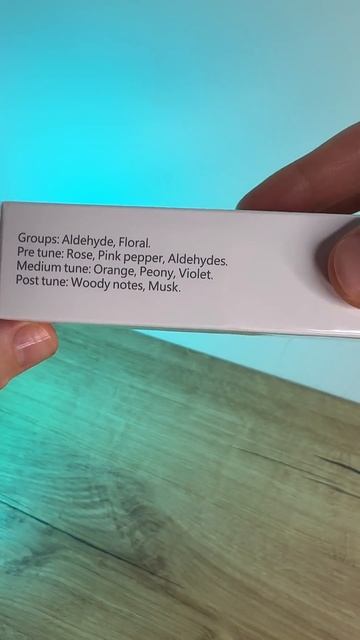 Groups: Aldehyde, Floral.
Pre tune: Rose, Pink pepper, Aldehydes.
Medium tune: Orange, Peony, Violet.
Post tune: Woody notes, Musk.